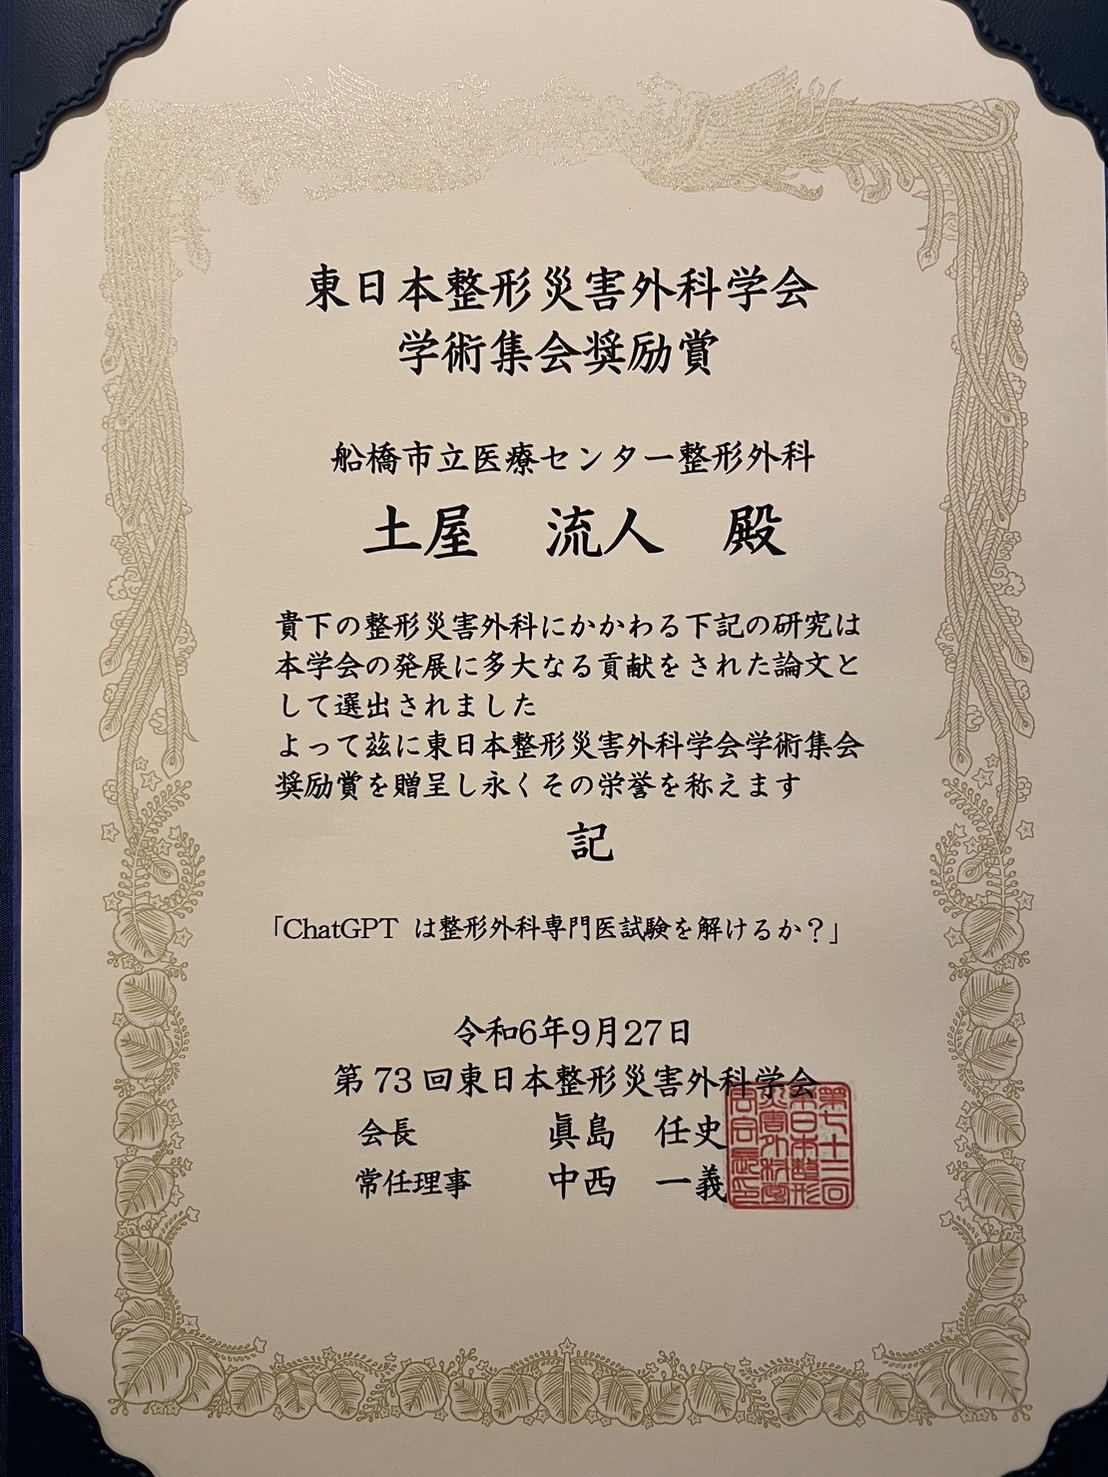 東日本整形災害外科学会
学術集会奨励賞
船橋市立医療センター整形外科
土屋　流人　殿
貴下の整形災害外科にかかわる下記の研究は
本学会の発展に多大なる貢献をされた論文と
して選出されました
よって茲に東日本整形災害外科学会学術集会
奨励賞を贈呈し永くその栄誉を称えます
記
「ChatGPT は整形外科専門医試験を解けるか？」
令和6年9月27日
第 73 回東日本整形災害外科学会
会長　眞島　任史
常任理事　中西　一義